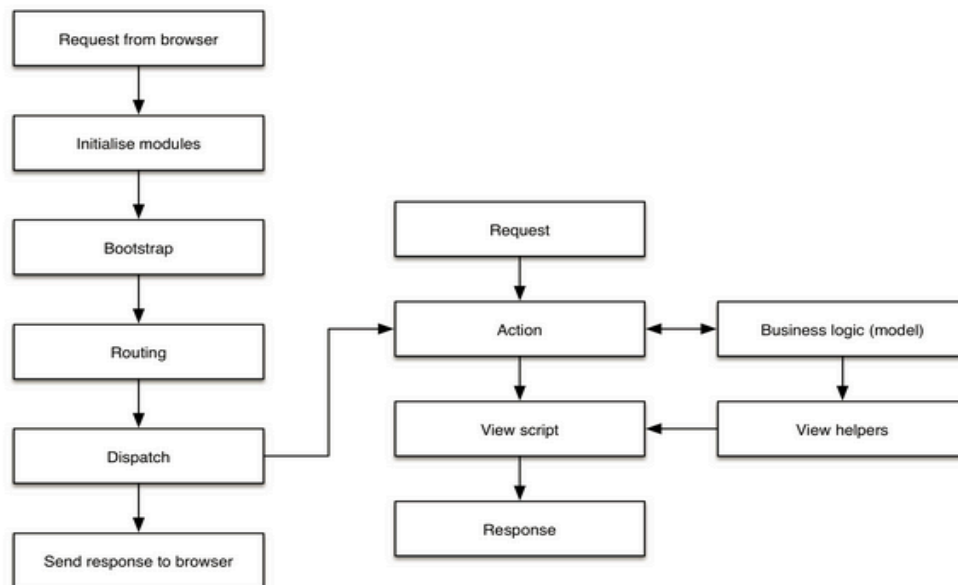 Request from browser
Initialise modules
Bootstrap
Routing
Dispatch
Send response to browser
Request
Action
View script
Response
Business logic (model)
View helpers